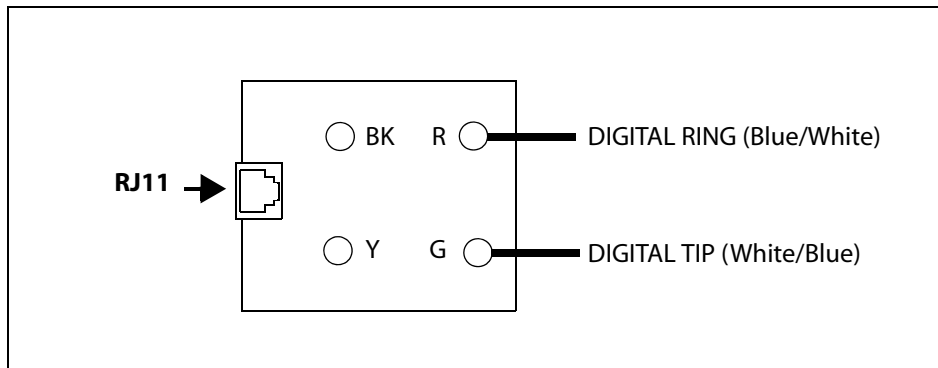 BK R DIGITAL RING (Blue/White)
RJ11
Y G DIGITAL TIP (White/Blue)